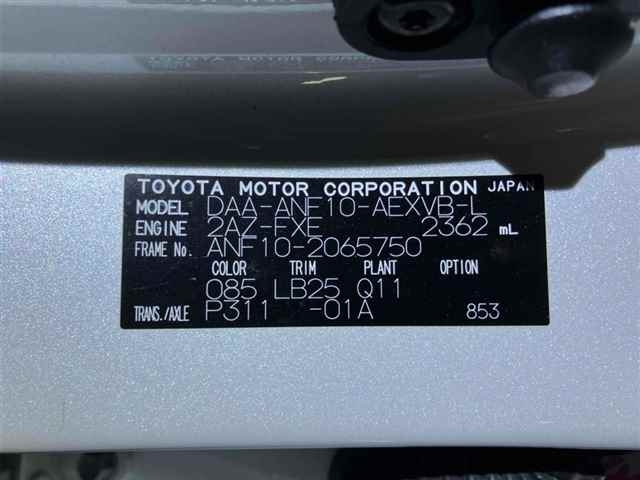 TOYOTA MOTOR CORPORATION JAPAN
MODEL DAA-ANF10-AEXVB-L
ENGINE 2AZ-FXE 2362 mL
FRAME No. ANF10-2065750
COLOR TRIM PLANT OPTION
085 LB25 Q11
TRANS./AXLE P311 -01A 853